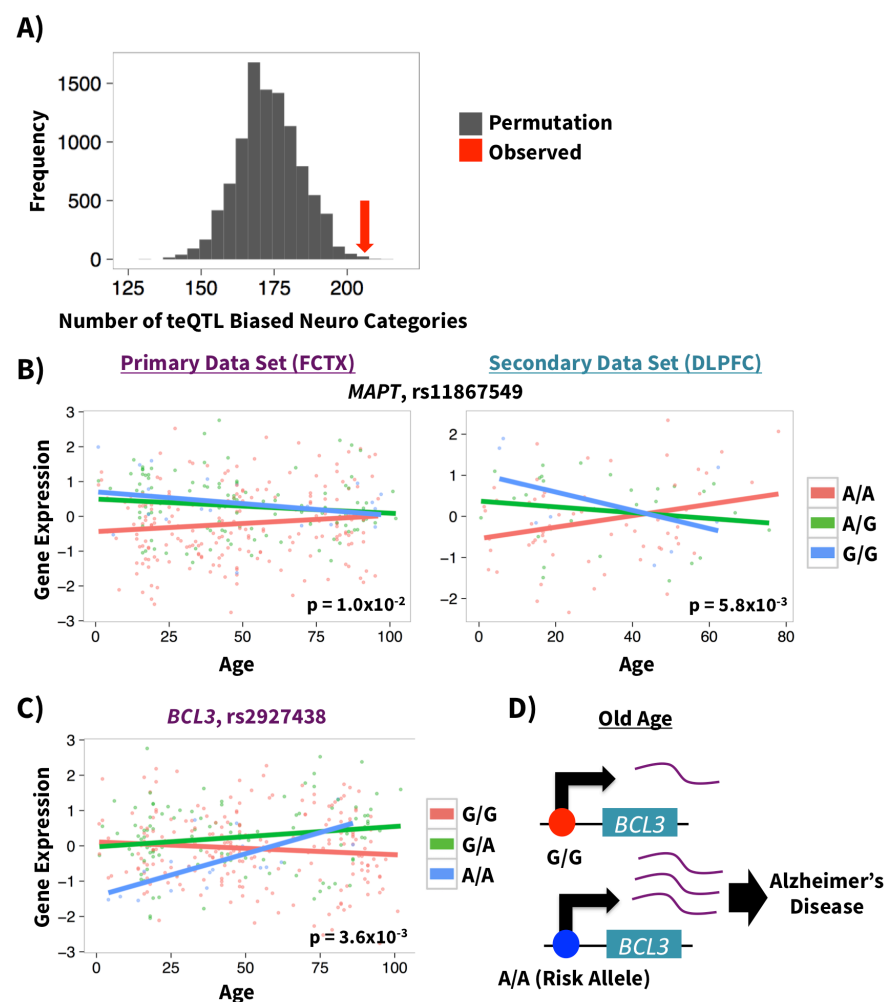 A)
1500
1000
500
0
Frequency
125 150 175 200
Number of teQTL Biased Neuro Categories
Permutation
Observed
B)
Primary Data Set (FCTX)
Secondary Data Set (DLPFC)
MAPT, rs11867549
3
2
1
0
−1
−2
−3
Gene Expression
p = 1.0x10-2
0 25 50 75 100
Age
2
1
0
−1
−2
p = 5.8x10-3
0 20 40 60 80
Age
A/A
A/G
G/G
C)
BCL3, rs2927438
3
2
1
0
−1
−2
−3
Gene Expression
p = 3.6x10-3
0 25 50 75 100
Age
G/G
G/A
A/A
D)
Old Age
BCL3
G/G
BCL3
A/A (Risk Allele)
Alzheimer's
Disease